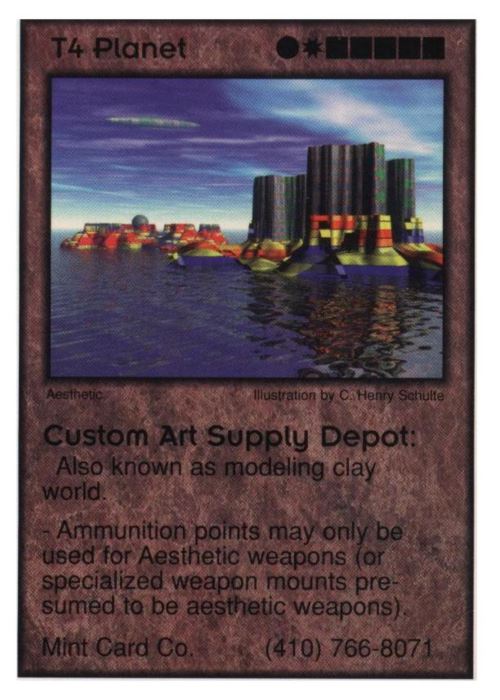 T4 Planet
Aesthetic
Illustration by C. Henry Schulte
Custom Art Supply Depot:
Also known as modeling clay
world.
- Ammunition points may only be
used for Aesthetic weapons (or
specialized weapon mounts pre-
sumed to be aesthetic weapons).
Mint Card Co. (410) 766-8071